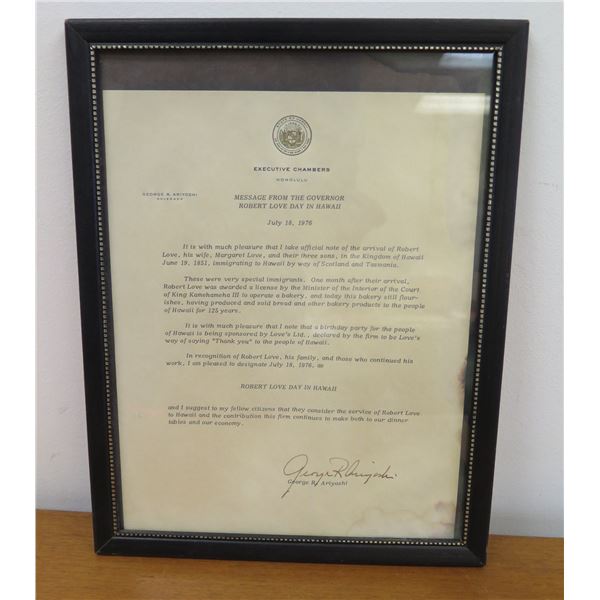 EXECUTIVE CHAMBERS
HONOLULU
GEORGE R. ARIYOSHI
GOVERNOR
MESSAGE FROM THE GOVERNOR
ROBERT LOVE DAY IN HAWAII
July 18, 1976
It is with much pleasure that I take official note of the arrival of Robert
Love, his wife, Margaret Love, and their three sons, in the Kingdom of Hawaii
June 19, 1851, immigrating to Hawaii by way of Scotland and Tasmania.
These were very special immigrants. One month after their arrival,
Robert Love was awarded a license by the Minister of the Interior of the Court
of King Kamehameha III to operate a bakery, and today this bakery still flour-
ishes, having produced and sold bread and other bakery products to the people
of Hawaii for 125 years.
It is with much pleasure that I note that a birthday party for the people
of Hawaii is being sponsored by Love's Ltd., declared by the firm to be Love's
way of saying "Thank you" to the people of Hawaii.
In recognition of Robert Love, his family, and those who continued his
work, I am pleased to designate July 18, 1976, as
ROBERT LOVE DAY IN HAWAII
and I suggest to my fellow citizens that they consider the service of Robert Love
to Hawaii and the contribution this firm continues to make both to our dinner
tables and our economy.
George R. Ariyoshi
George R. Ariyoshi